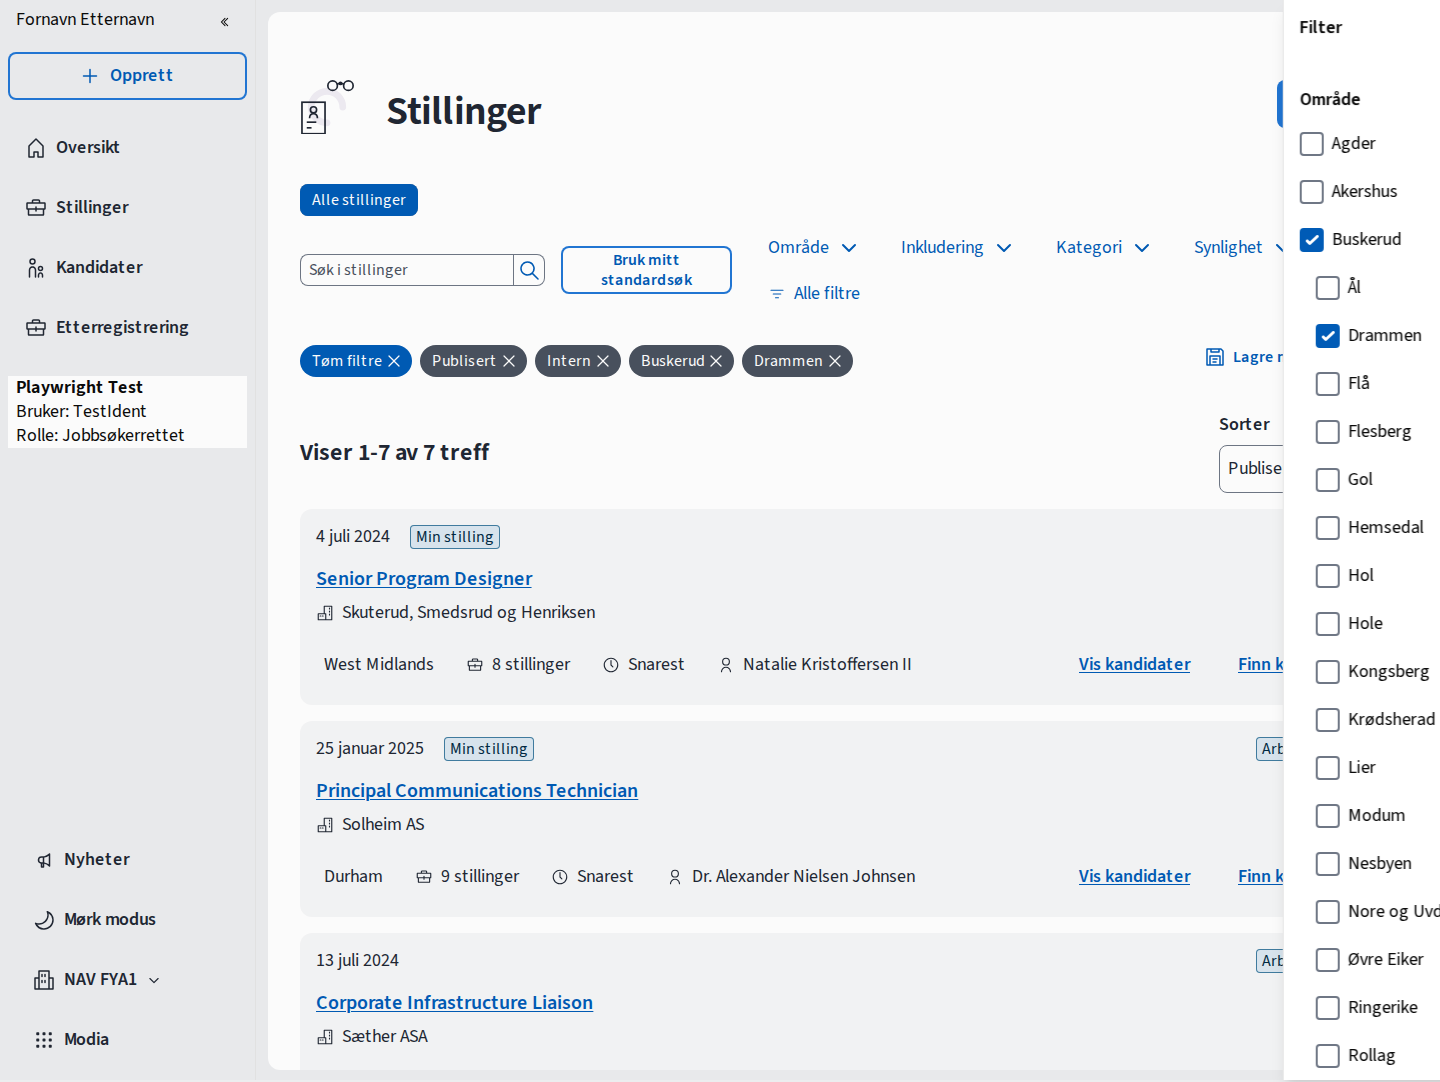 Fornavn Etternavn
Opprett
Oversikt
Stillinger
Kandidater
Etterregistrering
Playwright Test
Bruker: TestIdent
Rolle: Jobbsøkerrettet
Nyheter
Mørk modus
NAV FYA1
Modia
Stillinger
Alle stillinger
Søk i stillinger
Bruk mitt
standardsøk
Område
Inkludering
Kategori
Synlighet
Alle filtre
Tøm filtre
Publisert
Intern
Buskerud
Drammen
Lagre
Viser 1-7 av 7 treff
Sorter
Publise
4 juli 2024 Min stilling
Senior Program Designer
Skuterud, Smedsrud og Henriksen
West Midlands 8 stillinger Snarest Natalie Kristoffersen II Vis kandidater Finn k
25 januar 2025 Min stilling Arb
Principal Communications Technician
Solheim AS
Durham 9 stillinger Snarest Dr. Alexander Nielsen Johnsen Vis kandidater Finn k
13 juli 2024 Arb
Corporate Infrastructure Liaison
Sæther ASA
Filter
Område
Agder
Akershus
Buskerud
Ål
Drammen
Flå
Flesberg
Gol
Hemsedal
Hol
Hole
Kongsberg
Krødsherad
Lier
Modum
Nesbyen
Nore og Uvd
Øvre Eiker
Ringerike
Rollag